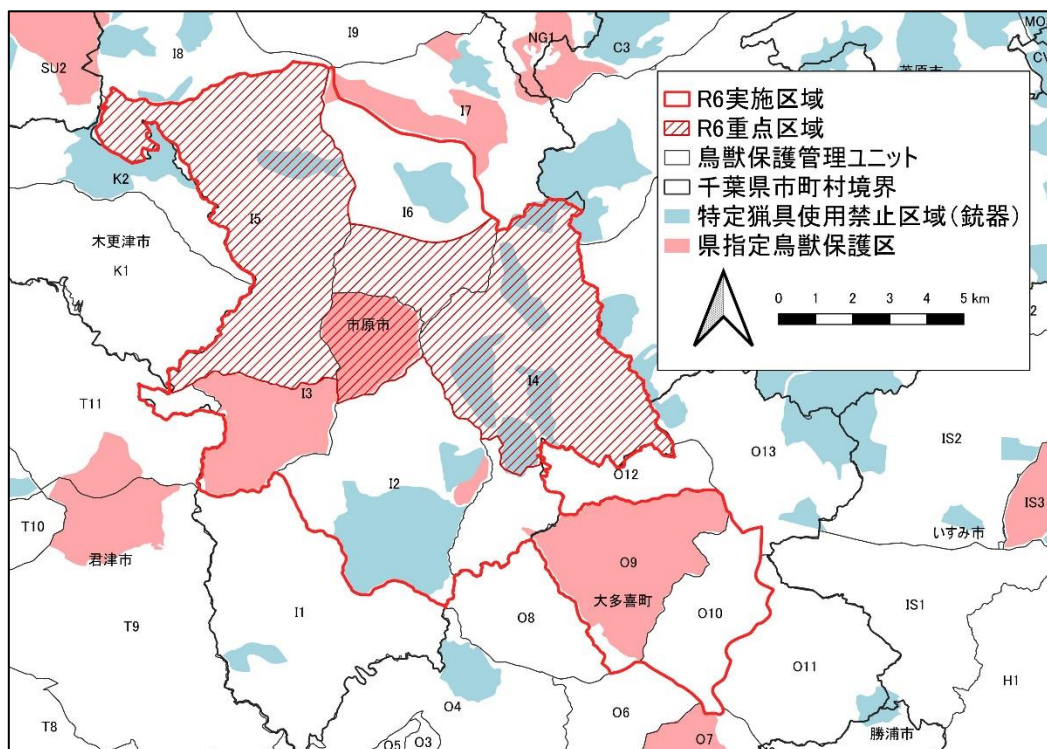 I9
NG1
C3
MO
I8
CV
SU2
茂原市
I7
R6実施区域
R6重点区域
鳥獣保護管理ユニット
千葉県市町村境界
特定猟具使用禁止区域(銃器)
県指定鳥獣保護区
0 1 2 3 4 5 km
K2
I5
I6
木更津市
K1
市原市
I4
I3
T11
O13
IS2
O12
I2
IS3
T10
いすみ市
君津市
O9
大多喜町
I1
O8
O10
IS1
T9
O11
H1
O4
O6
T8
O5
O3
O7
勝浦市